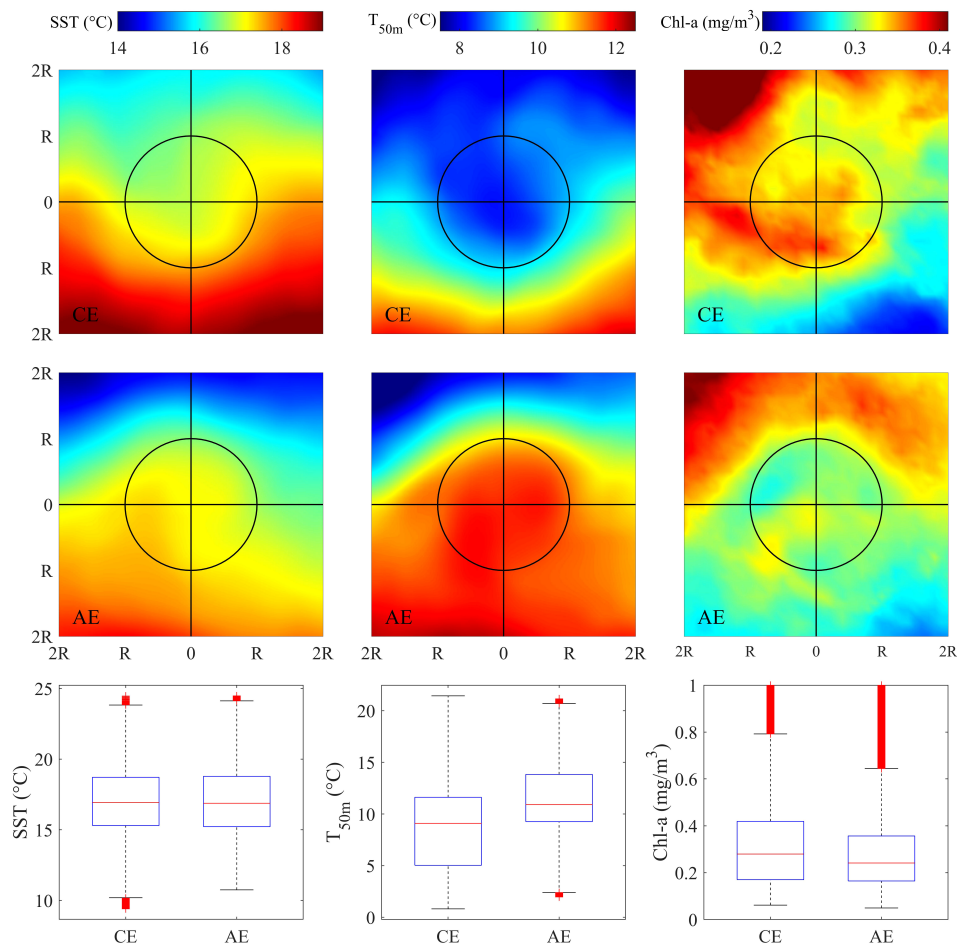 SST (°C)
14 16 18
T50m (°C)
8 10 12
Chl-a (mg/m3)
0.2 0.3 0.4
2R
R
0
R
2R
CE
CE
CE
2R
R
0
R
2R
AE
AE
AE
2R R 0 R 2R
2R R 0 R 2R
2R R 0 R 2R
SST (°C)
25
20
15
10
CE AE
T50m (°C)
20
15
10
5
0
CE AE
Chl-a (mg/m3)
1
0.8
0.6
0.4
0.2
0
CE AE